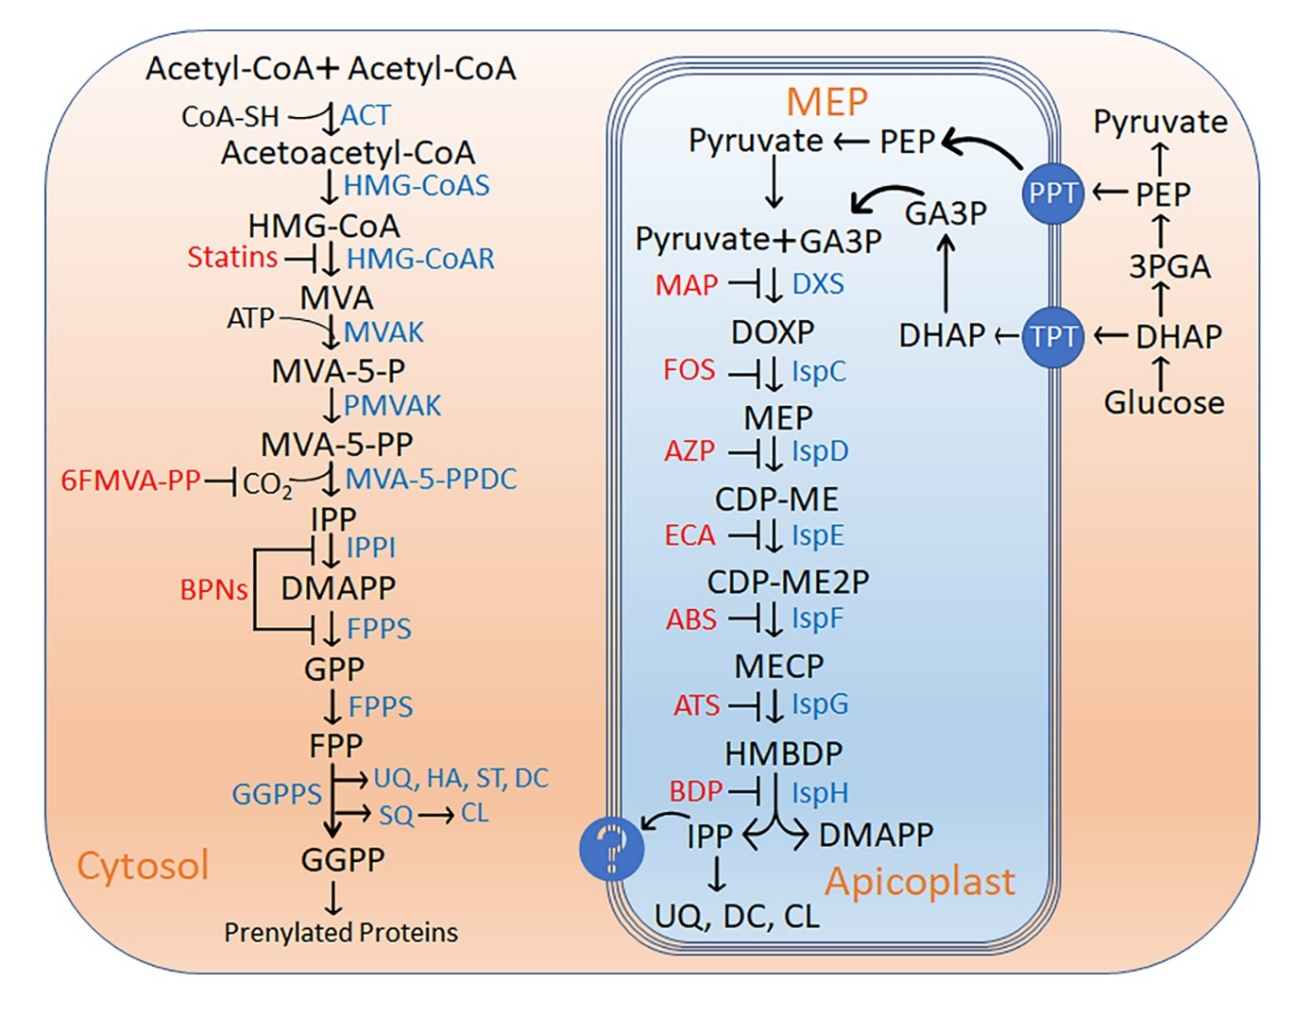 Acetyl-CoA+ Acetyl-CoA
CoA-SH ACT
Acetoacetyl-CoA
HMG-CoAS
HMG-CoA
Statins HMG-CoAR
MVA
ATP MVAK
MVA-5-P
PMVAK
MVA-5-PP
6FMVA-PP CO₂ MVA-5-PPDC
IPP
IPPI
BPNs DMAPP
FPPS
GPP
FPPS
FPP
GGPPS UQ, HA, ST, DC
SQ CL
GGPP
Prenylated Proteins
Cytosol
MEP
Pyruvate PEP
Pyruvate+GA3P
GA3P
MAP DXS
DOXP
DHAP
FOS IspC
MEP
AZP IspD
CDP-ME
ECA IspE
CDP-ME2P
ABS IspF
MECP
ATS IspG
HMBDP
BDP IspH
? IPP DMAPP
Apicoplast
UQ, DC, CL
Pyruvate
PPT PEP
3PGA
TPT DHAP
Glucose